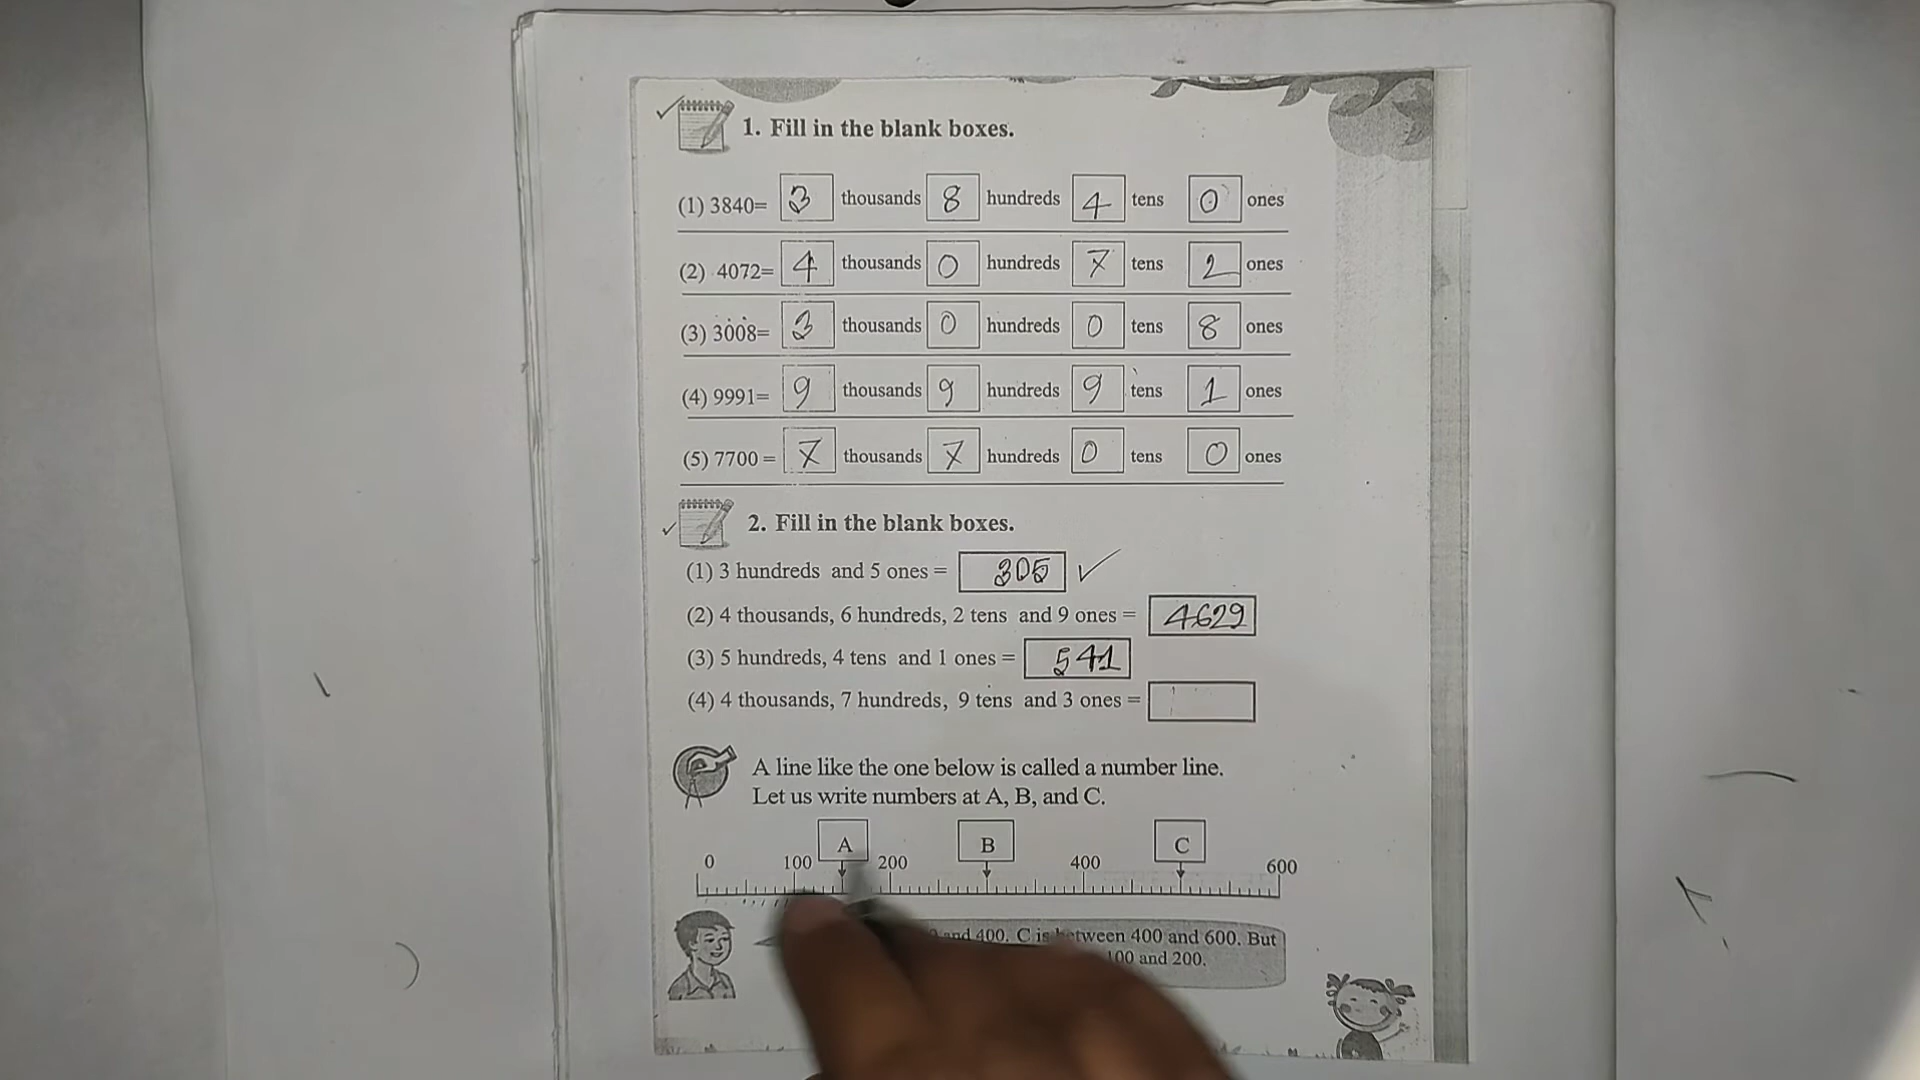 1. Fill in the blank boxes.
(1) 3840= 3 thousands 8 hundreds 4 tens 0 ones
(2) 4072= 4 thousands 0 hundreds 7 tens 2 ones
(3) 3008= 3 thousands 0 hundreds 0 tens 8 ones
(4) 9991= 9 thousands 9 hundreds 9 tens 1 ones
(5) 7700 = 7 thousands 7 hundreds 0 tens 0 ones
2. Fill in the blank boxes.
(1) 3 hundreds and 5 ones = 305
(2) 4 thousands, 6 hundreds, 2 tens and 9 ones = 4629
(3) 5 hundreds, 4 tens and 1 ones = 541
(4) 4 thousands, 7 hundreds, 9 tens and 3 ones =
A line like the one below is called a number line.
Let us write numbers at A, B, and C.
A B C
0 100 200 400 600
and 400. C is between 400 and 600. But
100 and 200.